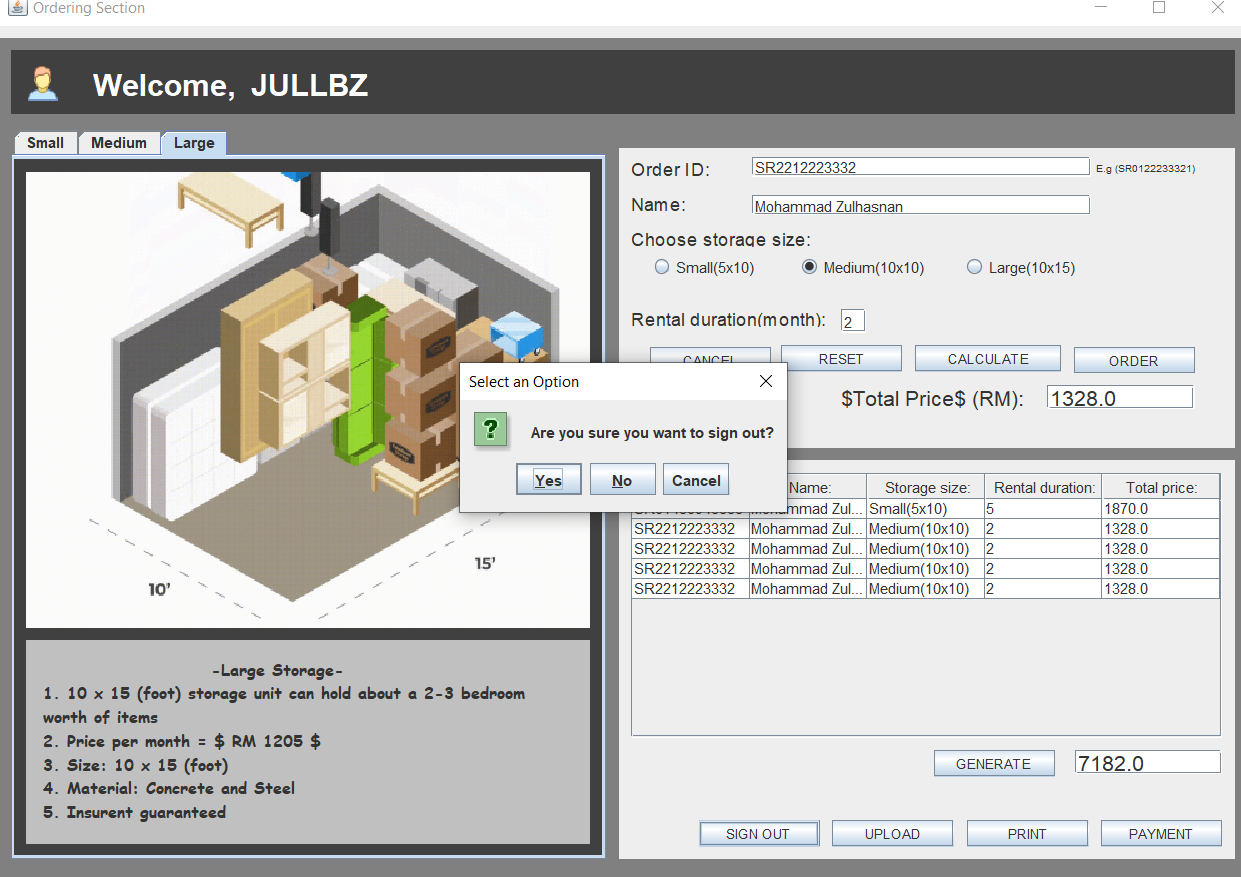 Ordering Section
Welcome, JULLBZ
Small Medium Large
10'
15'
-Large Storage-
1. 10 x 15 (foot) storage unit can hold about a 2-3 bedroom
worth of items
2. Price per month = $ RM 1205 $
3. Size: 10 x 15 (foot)
4. Material: Concrete and Steel
5. Insurent guaranteed
Order ID: SR2212223332 E.g (SR0122233321)
Name: Mohammad Zulhasnan
Choose storage size:
Small(5x10) Medium(10x10) Large(10x15)
Rental duration(month): 2
CANCEL RESET CALCULATE ORDER
$Total Price$ (RM): 1328.0
Select an Option
Are you sure you want to sign out?
Yes No Cancel
Name: Storage size: Rental duration: Total price:
Small(5x10) 5 1870.0
SR2212223332 Mohammad Zul... Medium(10x10) 2 1328.0
SR2212223332 Mohammad Zul... Medium(10x10) 2 1328.0
SR2212223332 Mohammad Zul... Medium(10x10) 2 1328.0
SR2212223332 Mohammad Zul... Medium(10x10) 2 1328.0
GENERATE 7182.0
SIGN OUT UPLOAD PRINT PAYMENT